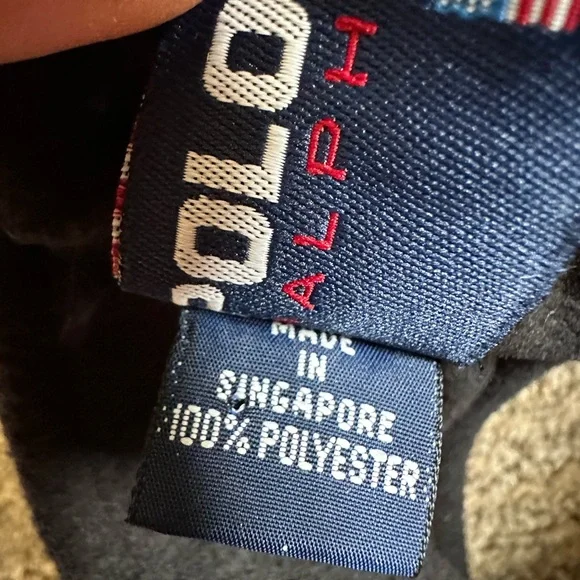 POLO
RALPH
MADE
IN
SINGAPORE
100% POLYESTER